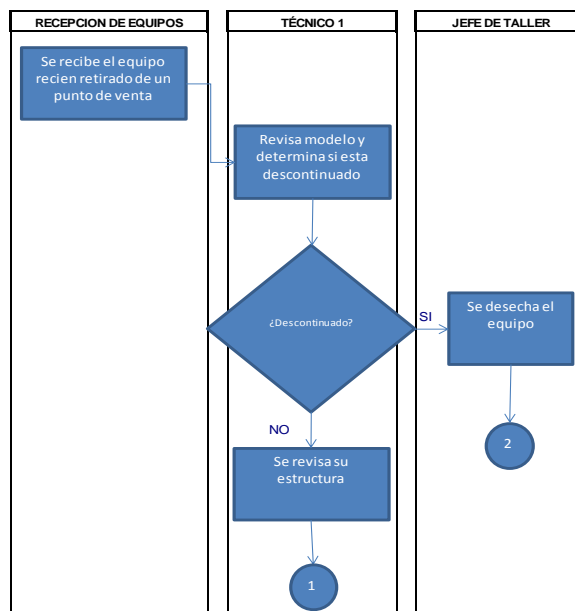 RECEPCION DE EQUIPOS
TÉCNICO 1
JEFE DE TALLER
Se recibe el equipo
recien retirado de un
punto de venta
Revisa modelo y
determina si esta
descontinuado
¿Descontinuado?
SI
Se desecha el
equipo
2
NO
Se revisa su
estructura
1